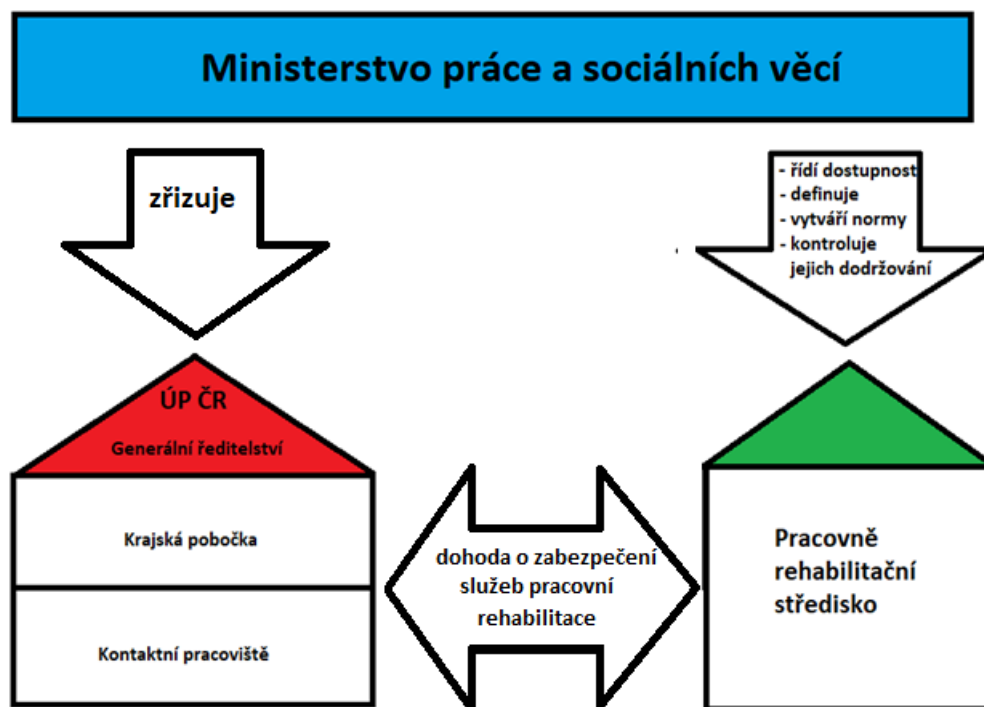 Ministerstvo práce a sociálních věcí
zřizuje
- řídí dostupnost
- definuje
- vytváří normy
- kontroluje
jejich dodržování
ÚP ČR
Generální ředitelství
Krajská pobočka
Kontaktní pracoviště
dohoda o zabezpečení
služeb pracovní
rehabilitace
Pracovně
rehabilitační
středisko